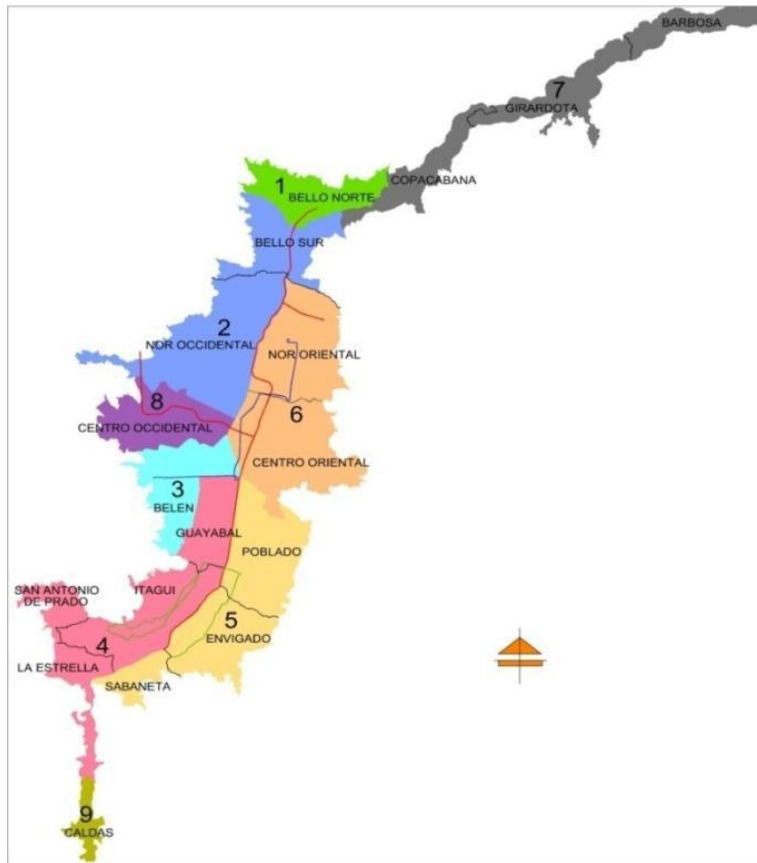 BARBOSA
7
GIRARDOTA
COPACABANA
1
BELLO NORTE
BELLO SUR
2
NOR OCCIDENTAL
NOR ORIENTAL
8
CENTRO OCCIDENTAL
6
CENTRO ORIENTAL
3
BELEN
GUAYABAL
POBLADO
SAN ANTONIO
DE PRADO
ITAGUI
5
ENVIGADO
4
LA ESTRELLA
SABANETA
9
CALDAS